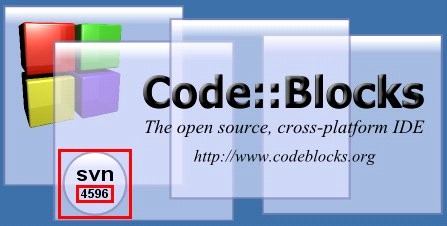 Code::Blocks
The open source, cross-platform IDE
http://www.codeblocks.org
svn
4596